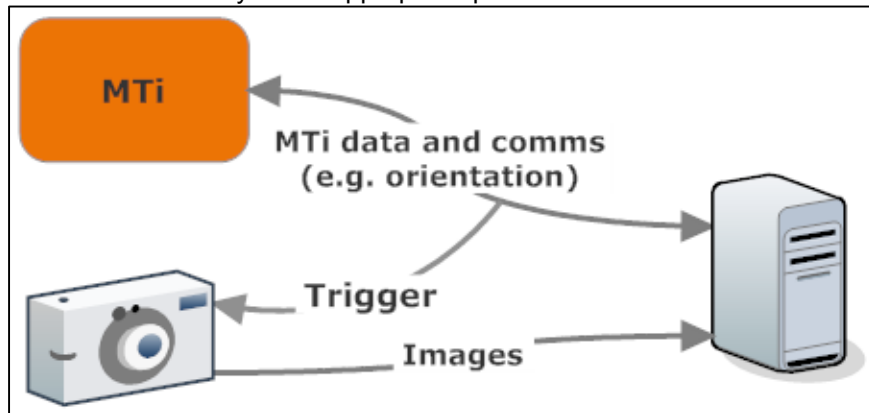 MTi
MTi data and comms
(e.g. orientation)
Trigger
Images